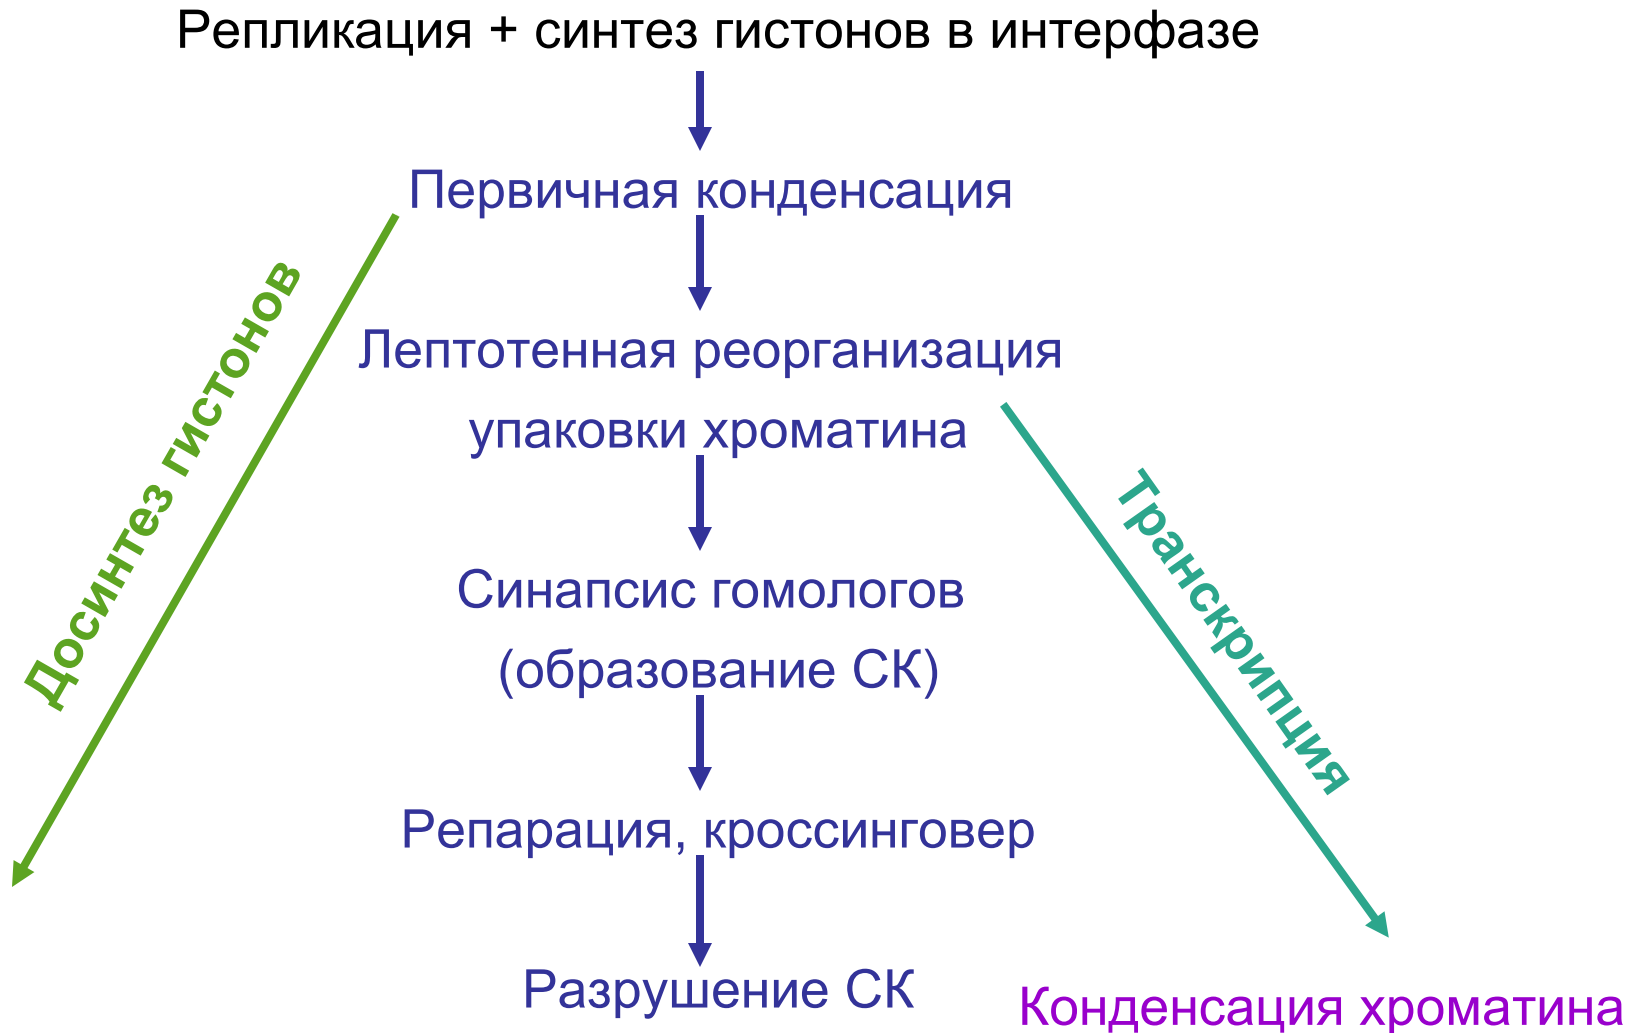 Репликация + синтез гистонов в интерфазе
Первичная конденсация
Досинтез гистонов
Лептотенная реорганизация
упаковки хроматина
Транскрипция
Синапсис гомологов
(образование СК)
Репарация, кроссинговер
Разрушение СК
Конденсация хроматина